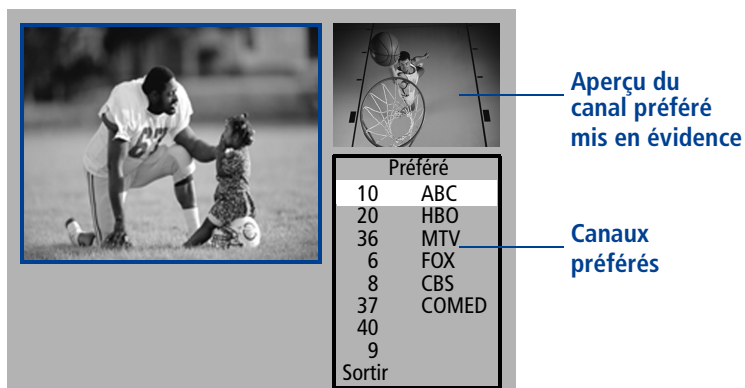 Préféré
10 ABC
20 HBO
36 MTV
6 FOX
8 CBS
37 COMED
40
9
Sortir
Aperçu du
canal préféré
mis en évidence
Canaux
préférés